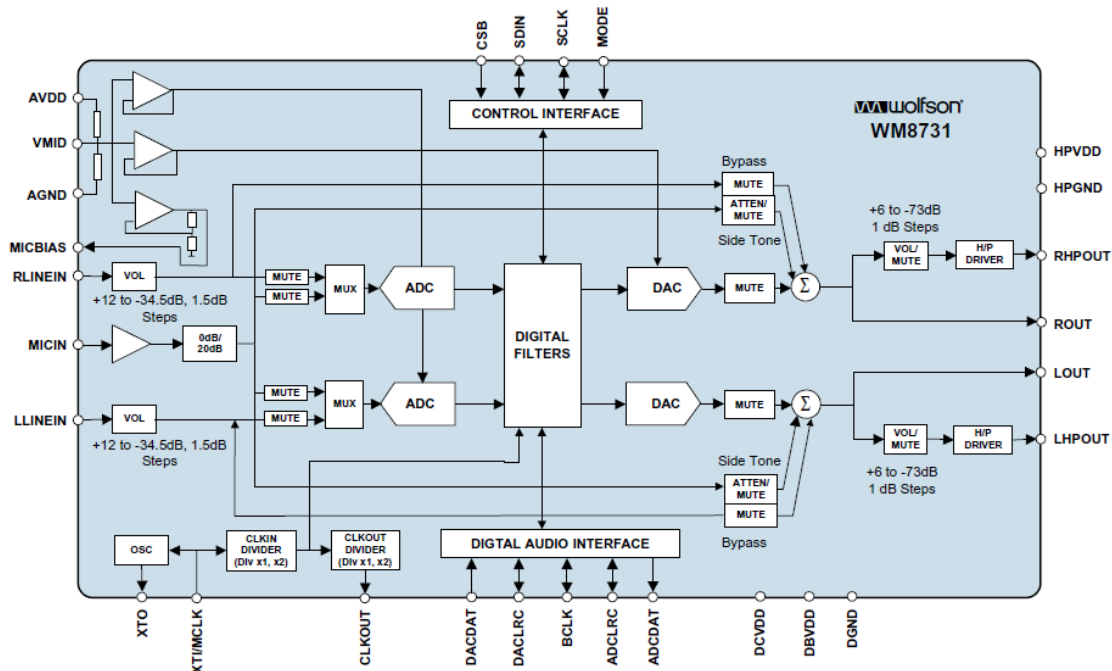 CSB
SDIN
SCLK
MODE
AVDD
VMID
AGND
MICBIAS
RLINEIN
MICIN
LLINEIN
CONTROL INTERFACE
wolfson®
WM8731
HPVDD
HPGND
RHPOUT
ROUT
LOUT
LHPOUT
Bypass
MUTE
ATTEN/
MUTE
Side Tone
+6 to -73dB
1 dB Steps
VOL/
MUTE
H/P
DRIVER
VOL
+12 to -34.5dB, 1.5dB
Steps
MUTE
MUTE
MUX
ADC
DIGITAL
FILTERS
DAC
MUTE
Σ
0dB/
20dB
VOL
+12 to -34.5dB, 1.5dB
Steps
MUTE
MUTE
MUX
ADC
DAC
MUTE
Σ
VOL/
MUTE
H/P
DRIVER
+6 to -73dB
1 dB Steps
Side Tone
ATTEN/
MUTE
MUTE
Bypass
OSC
CLKIN
DIVIDER
(Div x1, x2)
CLKOUT
DIVIDER
(Div x1, x2)
DIGTAL AUDIO INTERFACE
XTO
XTI/MCLK
CLKOUT
DACDAT
DACLRC
BCLK
ADCLRC
ADCDAT
DCVDD
DBVDD
DGND